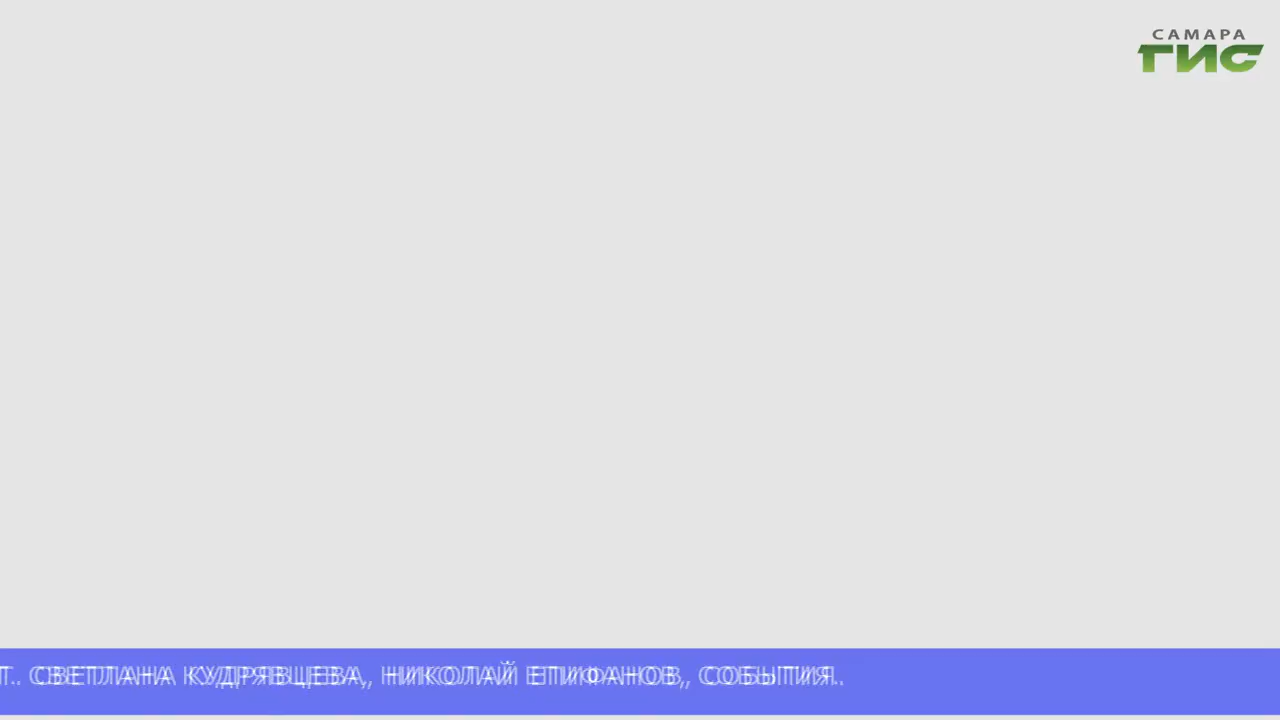 САМАРА
ГИС
Т. СВЕТЛАНА КУДРЯВЦЕВА, НИКОЛАЙ ЕПИФАНОВ, СОБЫТИЯ.